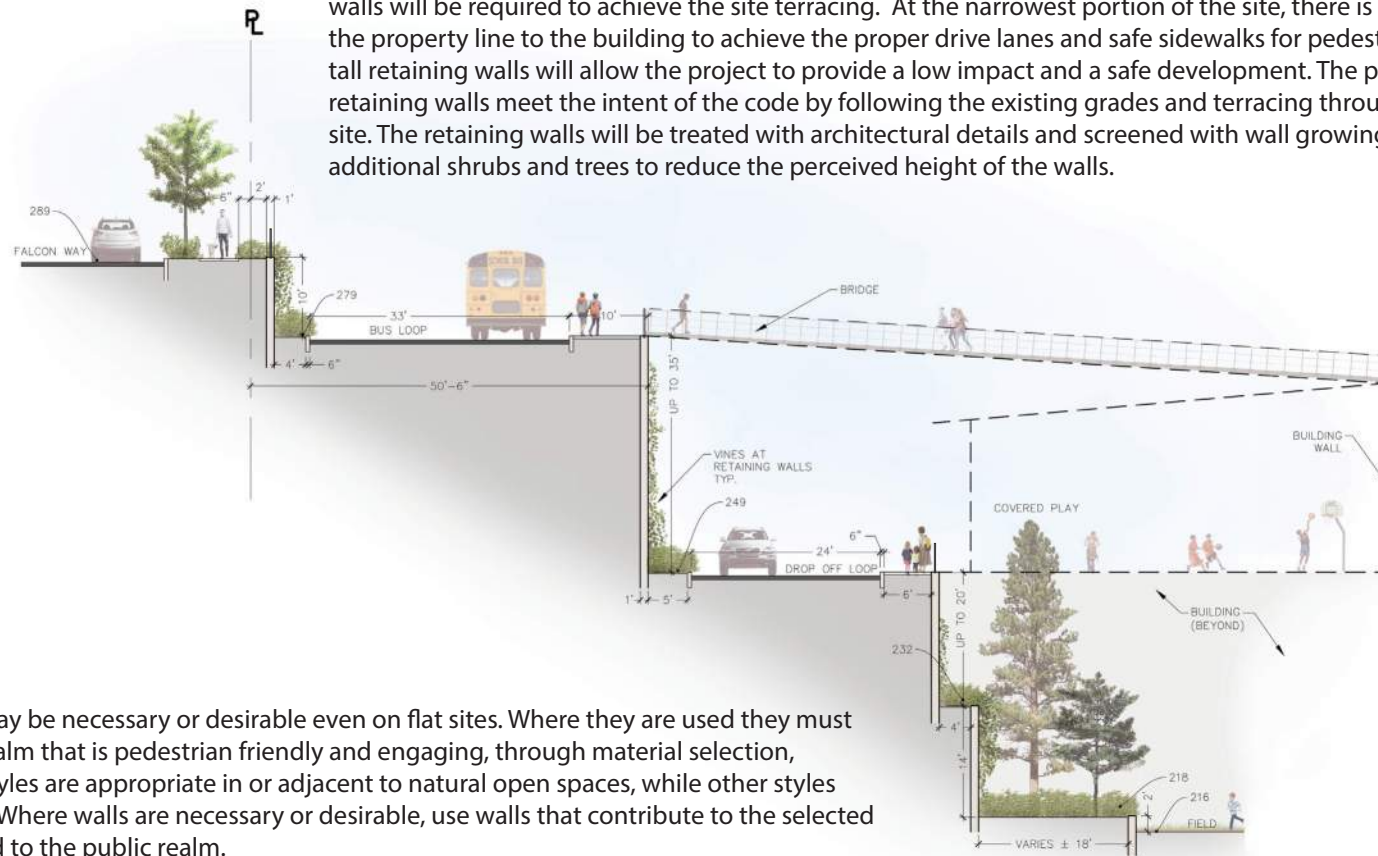 PL
walls will be required to achieve the site terracing. At the narrowest portion of the site, there is
the property line to the building to achieve the proper drive lanes and safe sidewalks for pedest
tall retaining walls will allow the project to provide a low impact and a safe development. The p
retaining walls meet the intent of the code by following the existing grades and terracing throu
site. The retaining walls will be treated with architectural details and screened with wall growing
additional shrubs and trees to reduce the perceived height of the walls.
289
FALCON WAY
6"
2'
1'
10'
279
33'
BUS LOOP
SCHOOL BUS
10'
BRIDGE
4'
6"
50'-6"
UP TO 35'
VINES AT
RETAINING WALLS
TYP.
249
BUILDING
WALL
COVERED PLAY
6"
24'
DROP OFF LOOP
1'
5'
6'
UP TO 20'
BUILDING
(BEYOND)
232
4'
14'
218
2'
216
FIELD
VARIES ± 18'
ay be necessary or desirable even on flat sites. Where they are used they must
alm that is pedestrian friendly and engaging, through material selection,
yles are appropriate in or adjacent to natural open spaces, while other styles
Where walls are necessary or desirable, use walls that contribute to the selected
d to the public realm.